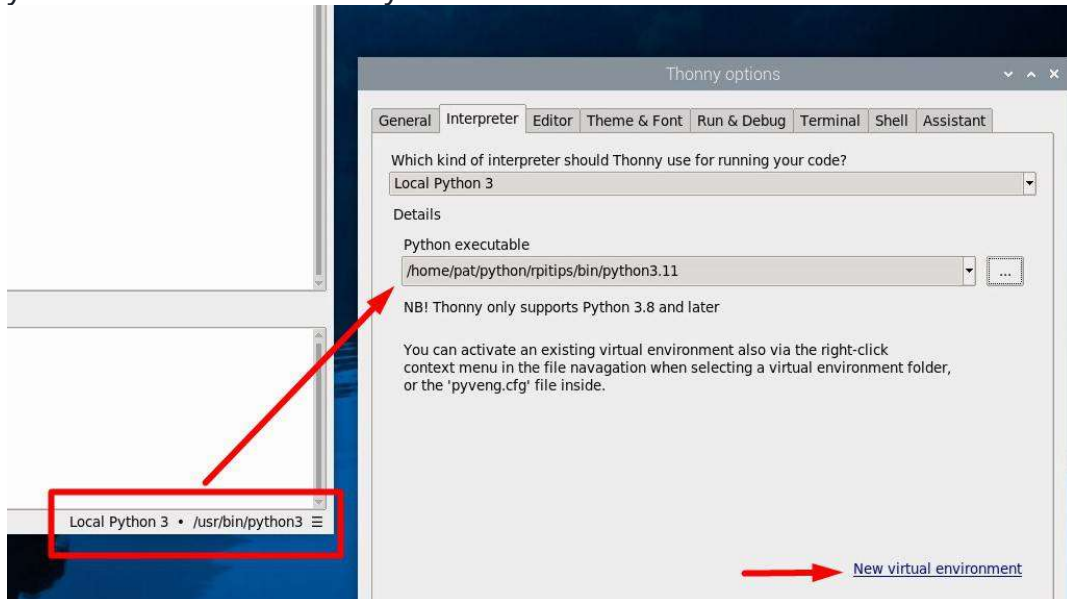 Thonny options
General Interpreter Editor Theme & Font Run & Debug Terminal Shell Assistant
Which kind of interpreter should Thonny use for running your code?
Local Python 3
Details
Python executable
/home/pat/python/rpitips/bin/python3.11
...
NB! Thonny only supports Python 3.8 and later
You can activate an existing virtual environment also via the right-click
context menu in the file navagation when selecting a virtual environment folder,
or the 'pyveng.cfg' file inside.
Local Python 3 • /usr/bin/python3 ☰
New virtual environment